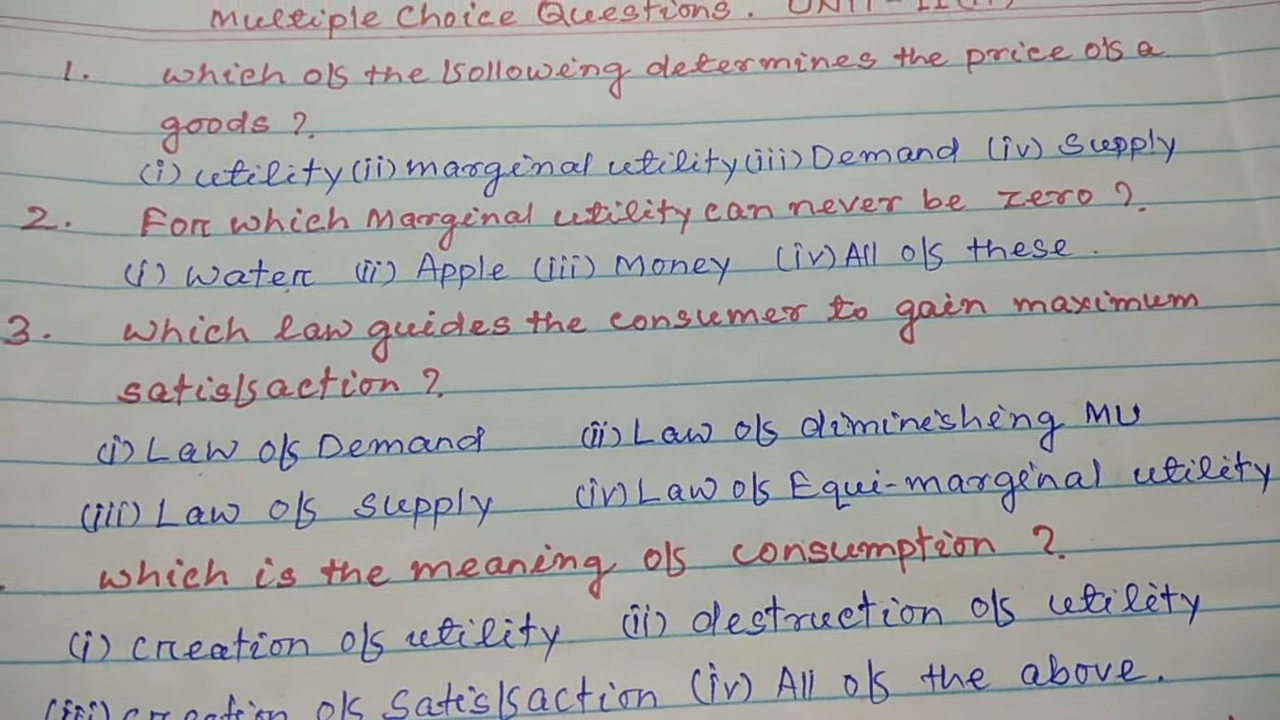 Multiple Choice Questions. UNIT-II
1. which of the following determines the price of a
goods ?
(i) utility (ii) marginal utility (iii) Demand (iv) Supply
2. For which Marginal utility can never be zero ?
(i) Water (ii) Apple (iii) Money (iv) All of these.
3. which law guides the consumer to gain maximum
satisfaction ?
(i) Law of Demand (ii) Law of diminishing MU
(iii) Law of supply (iv) Law of Equi-marginal utility
which is the meaning of consumption ?
(i) creation of utility (ii) destruction of utility
(iii) creation of Satisfaction (iv) All of the above.